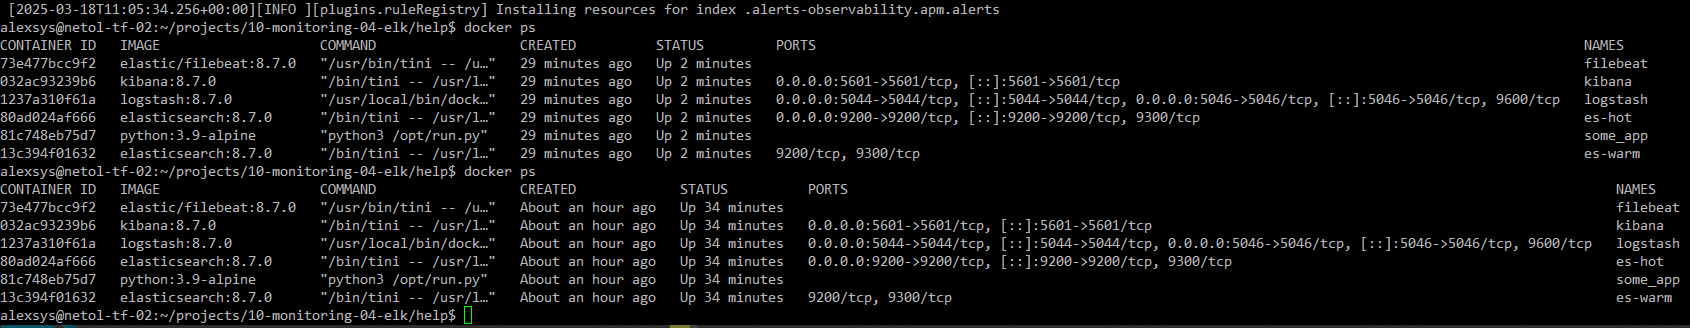 [2025-03-18T11:05:34.256+00:00][INFO ][plugins.ruleRegistry] Installing resources for index .alerts-observability.apm.alerts
alexsys@netol-tf-02:~/projects/10-monitoring-04-elk/help$ docker ps
CONTAINER ID   IMAGE                   COMMAND                  CREATED          STATUS         PORTS                                                                                            NAMES
73e477bcc9f2   elastic/filebeat:8.7.0   "/usr/bin/tini -- /u…"   29 minutes ago   Up 2 minutes                                                                                                    filebeat
032ac93239b6   kibana:8.7.0             "/bin/tini -- /usr/l…"   29 minutes ago   Up 2 minutes   0.0.0.0:5601->5601/tcp, [::]:5601->5601/tcp                                                      kibana
1237a310f61a   logstash:8.7.0           "/usr/local/bin/dock…"   29 minutes ago   Up 2 minutes   0.0.0.0:5044->5044/tcp, [::]:5044->5044/tcp, 0.0.0.0:5046->5046/tcp, [::]:5046->5046/tcp, 9600/tcp   logstash
80ad024af666   elasticsearch:8.7.0      "/bin/tini -- /usr/l…"   29 minutes ago   Up 2 minutes   0.0.0.0:9200->9200/tcp, [::]:9200->9200/tcp, 9300/tcp                                            es-hot
81c748eb75d7   python:3.9-alpine        "python3 /opt/run.py"    29 minutes ago   Up 2 minutes                                                                                                    some_app
13c394f01632   elasticsearch:8.7.0      "/bin/tini -- /usr/l…"   29 minutes ago   Up 2 minutes   9200/tcp, 9300/tcp                                                                               es-warm
alexsys@netol-tf-02:~/projects/10-monitoring-04-elk/help$ docker ps
CONTAINER ID   IMAGE                   COMMAND                  CREATED             STATUS          PORTS                                                                                            NAMES
73e477bcc9f2   elastic/filebeat:8.7.0   "/usr/bin/tini -- /u…"   About an hour ago   Up 34 minutes                                                                                                    filebeat
032ac93239b6   kibana:8.7.0             "/bin/tini -- /usr/l…"   About an hour ago   Up 34 minutes   0.0.0.0:5601->5601/tcp, [::]:5601->5601/tcp                                                      kibana
1237a310f61a   logstash:8.7.0           "/usr/local/bin/dock…"   About an hour ago   Up 34 minutes   0.0.0.0:5044->5044/tcp, [::]:5044->5044/tcp, 0.0.0.0:5046->5046/tcp, [::]:5046->5046/tcp, 9600/tcp   logstash
80ad024af666   elasticsearch:8.7.0      "/bin/tini -- /usr/l…"   About an hour ago   Up 34 minutes   0.0.0.0:9200->9200/tcp, [::]:9200->9200/tcp, 9300/tcp                                            es-hot
81c748eb75d7   python:3.9-alpine        "python3 /opt/run.py"    About an hour ago   Up 34 minutes                                                                                                    some_app
13c394f01632   elasticsearch:8.7.0      "/bin/tini -- /usr/l…"   About an hour ago   Up 34 minutes   9200/tcp, 9300/tcp                                                                               es-warm
alexsys@netol-tf-02:~/projects/10-monitoring-04-elk/help$